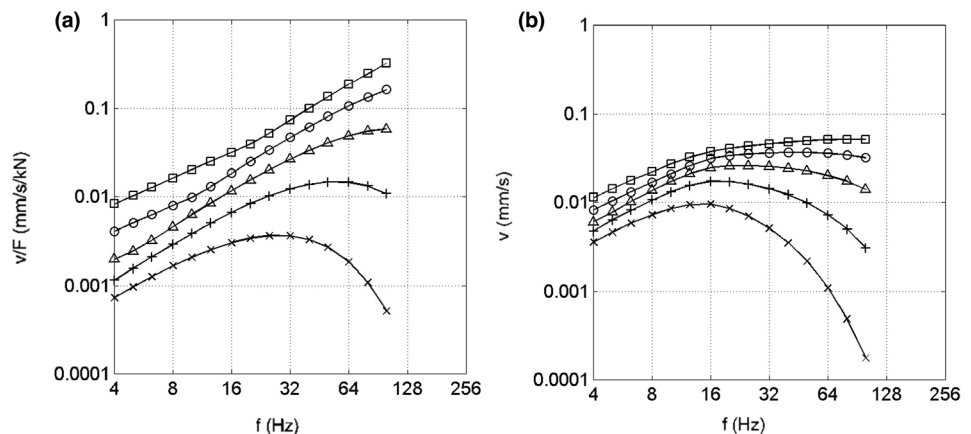 (a)
1
0.1
0.01
0.001
0.0001
v/F (mm/s/kN)
4 8 16 32 64 128 256
f (Hz)
(b)
1
0.1
0.01
0.001
0.0001
v (mm/s)
4 8 16 32 64 128 256
f (Hz)